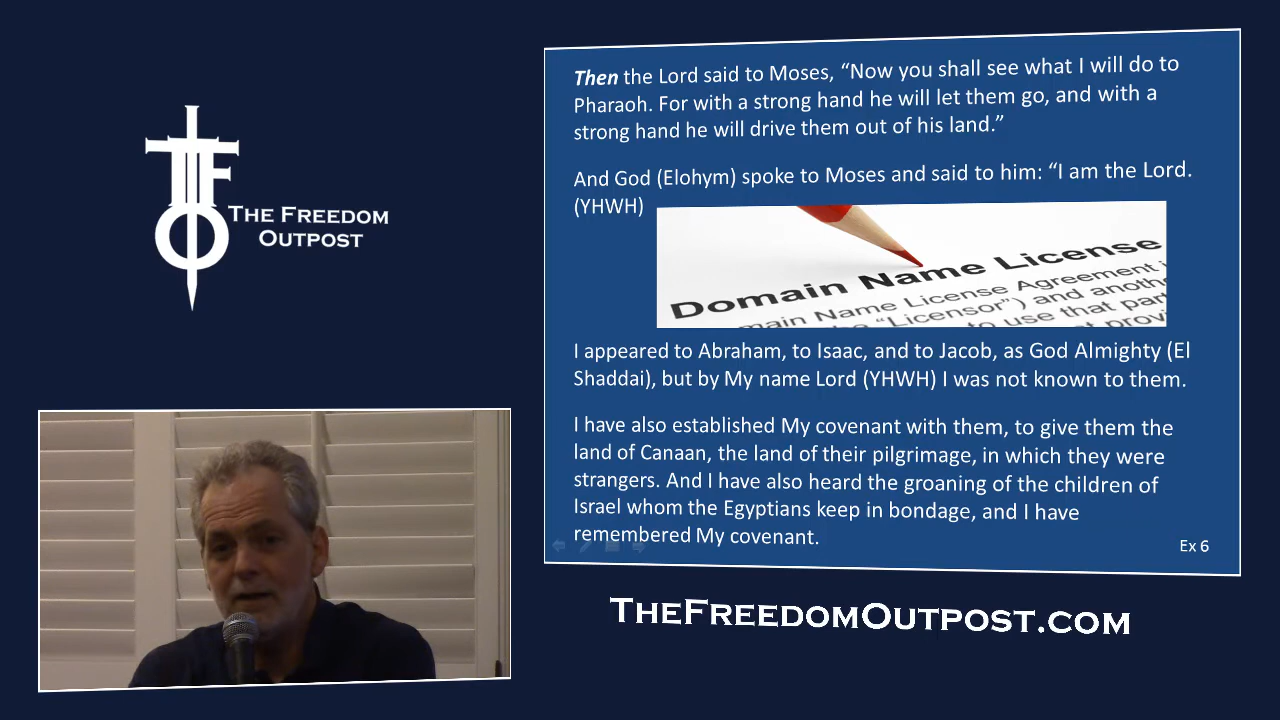 THE FREEDOM
OUTPOST
Then the Lord said to Moses, “Now you shall see what I will do to
Pharaoh. For with a strong hand he will let them go, and with a
strong hand he will drive them out of his land.”
And God (Elohym) spoke to Moses and said to him: “I am the Lord.
(YHWH)
Domain Name License
main Name License Agreement
"Licensor") and
to use that
I appeared to Abraham, to Isaac, and to Jacob, as God Almighty (El
Shaddai), but by My name Lord (YHWH) I was not known to them.
I have also established My covenant with them, to give them the
land of Canaan, the land of their pilgrimage, in which they were
strangers. And I have also heard the groaning of the children of
Israel whom the Egyptians keep in bondage, and I have
remembered My covenant.
Ex 6
THEFREEDOMOUTPOST.COM